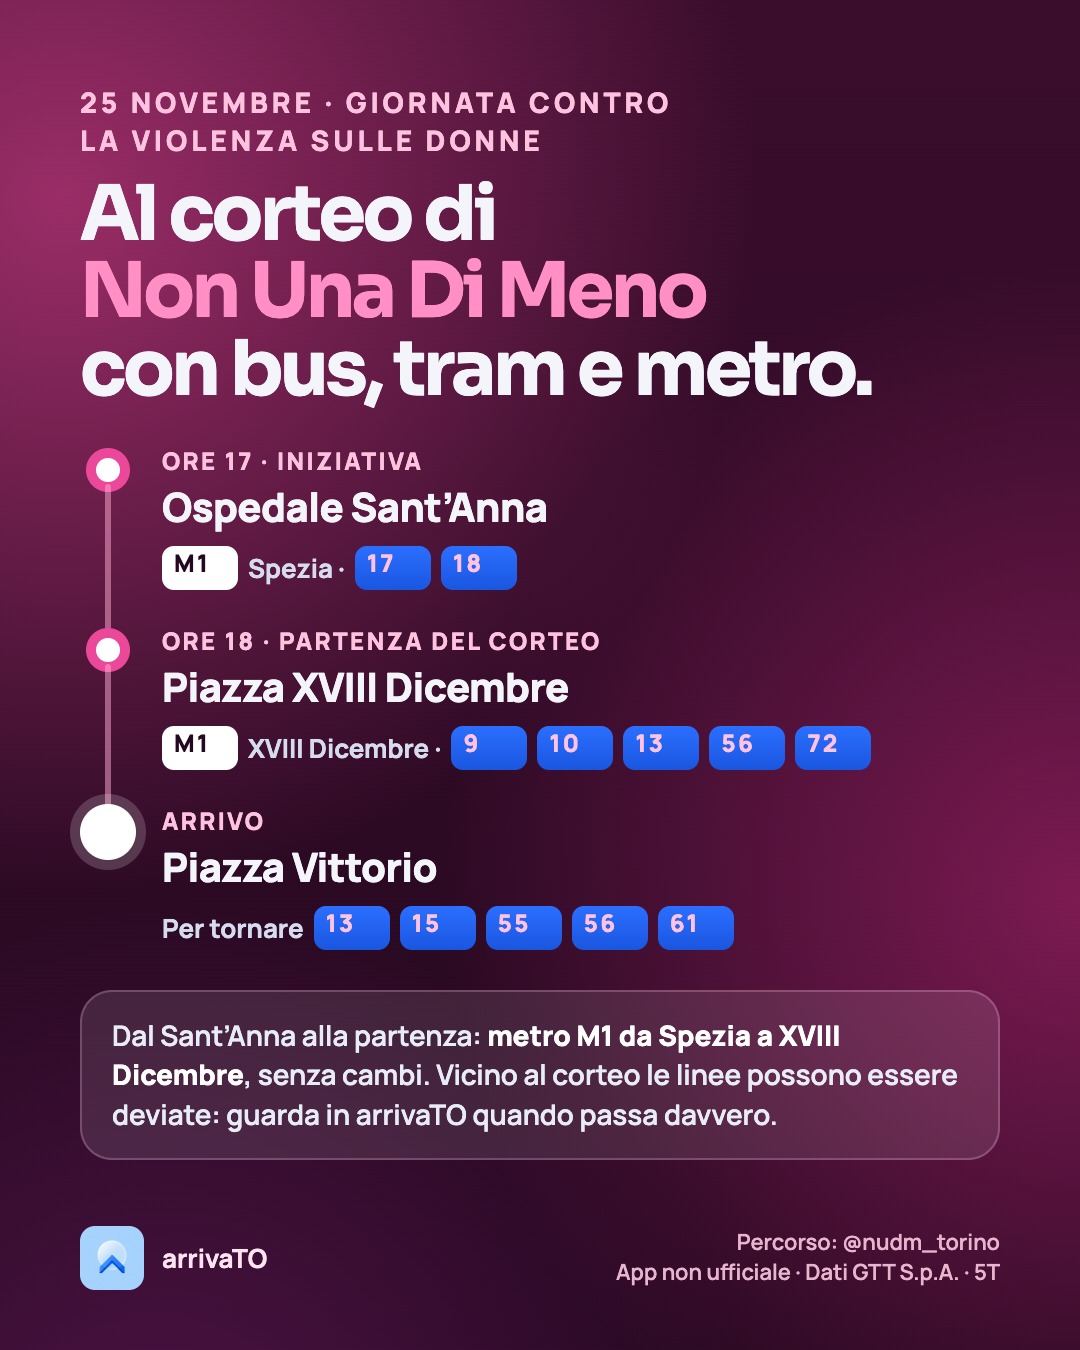 25 NOVEMBRE · GIORNATA CONTRO
LA VIOLENZA SULLE DONNE
Al corteo di
Non Una Di Meno
con bus, tram e metro.
ORE 17 · INIZIATIVA
Ospedale Sant’Anna
M1 Spezia · 17 18
ORE 18 · PARTENZA DEL CORTEO
Piazza XVIII Dicembre
M1 XVIII Dicembre · 9 10 13 56 72
ARRIVO
Piazza Vittorio
Per tornare 13 15 55 56 61
Dal Sant’Anna alla partenza: metro M1 da Spezia a XVIII
Dicembre, senza cambi. Vicino al corteo le linee possono essere
deviate: guarda in arrivaTO quando passa davvero.
arrivaTO
Percorso: @nudm_torino
App non ufficiale · Dati GTT S.p.A. · 5T